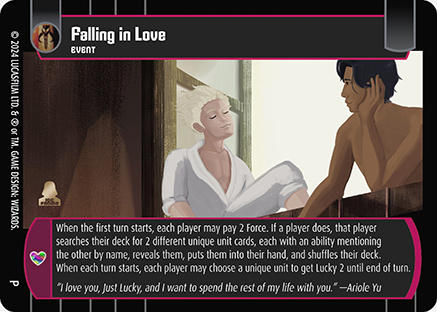 Falling in Love
EVENT
© 2024 LUCASFILM LTD. & ® OR TM. GAME DESIGN: WIZARDS.
P
When the first turn starts, each player may pay 2 Force. If a player does, that player
searches their deck for 2 different unique unit cards, each with an ability mentioning
the other by name, reveals them, puts them into their hand, and shuffles their deck.
When each turn starts, each player may choose a unique unit to get Lucky 2 until end of turn.
“I love you, Just Lucky, and I want to spend the rest of my life with you.” —Ariole Yu